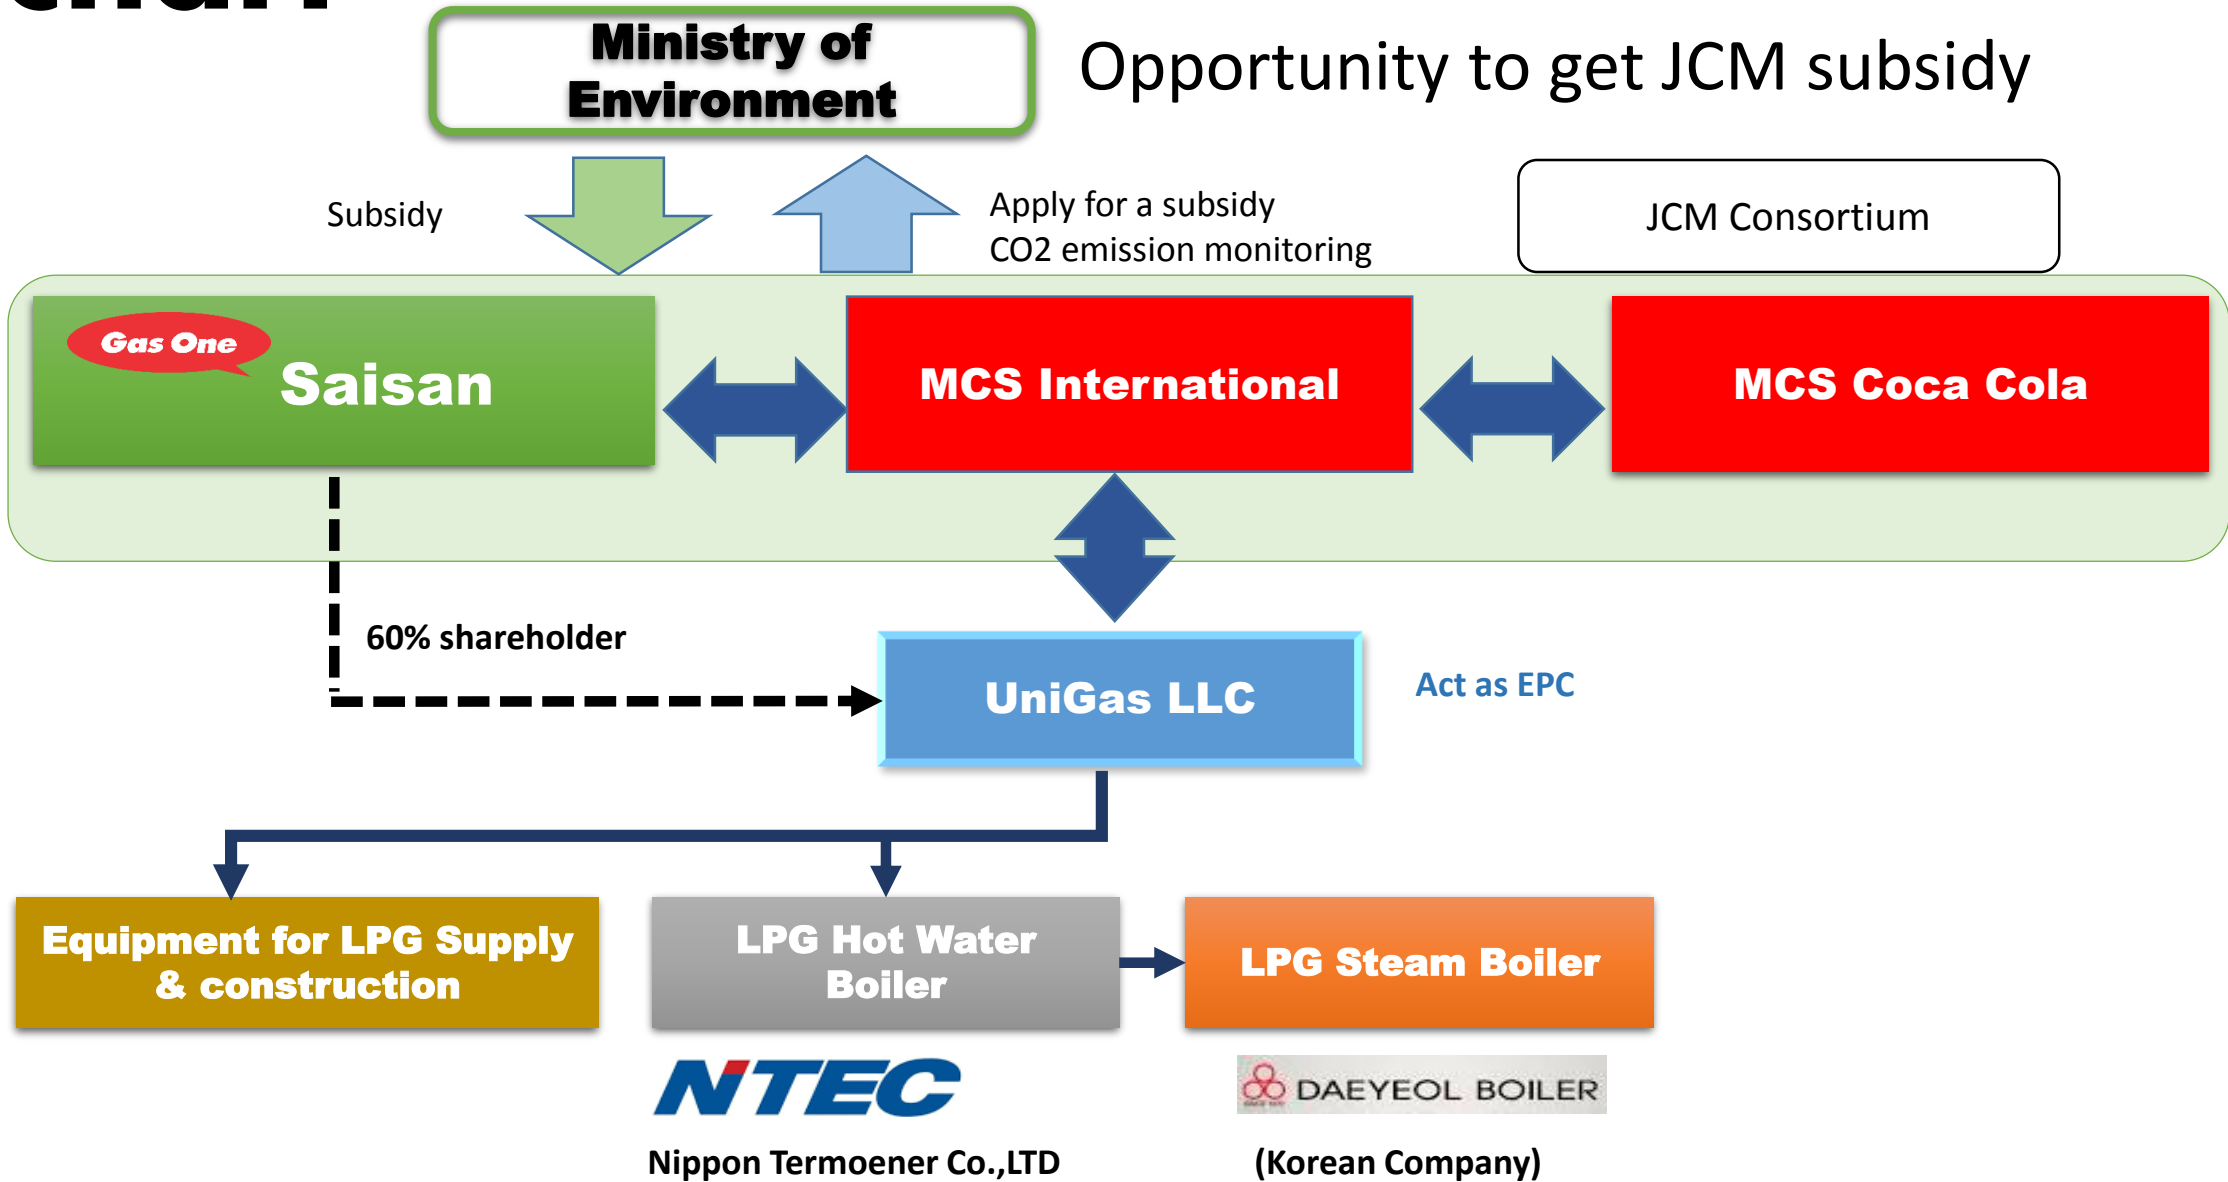 Ministry of
Environment
Opportunity to get JCM subsidy
Subsidy
Apply for a subsidy
CO2 emission monitoring
JCM Consortium
Gas One
Saisan
MCS International
MCS Coca Cola
60% shareholder
UniGas LLC
Act as EPC
Equipment for LPG Supply
& construction
LPG Hot Water
Boiler
LPG Steam Boiler
NTEC
DAEYEOL BOILER
Nippon Termoener Co.,LTD
(Korean Company)